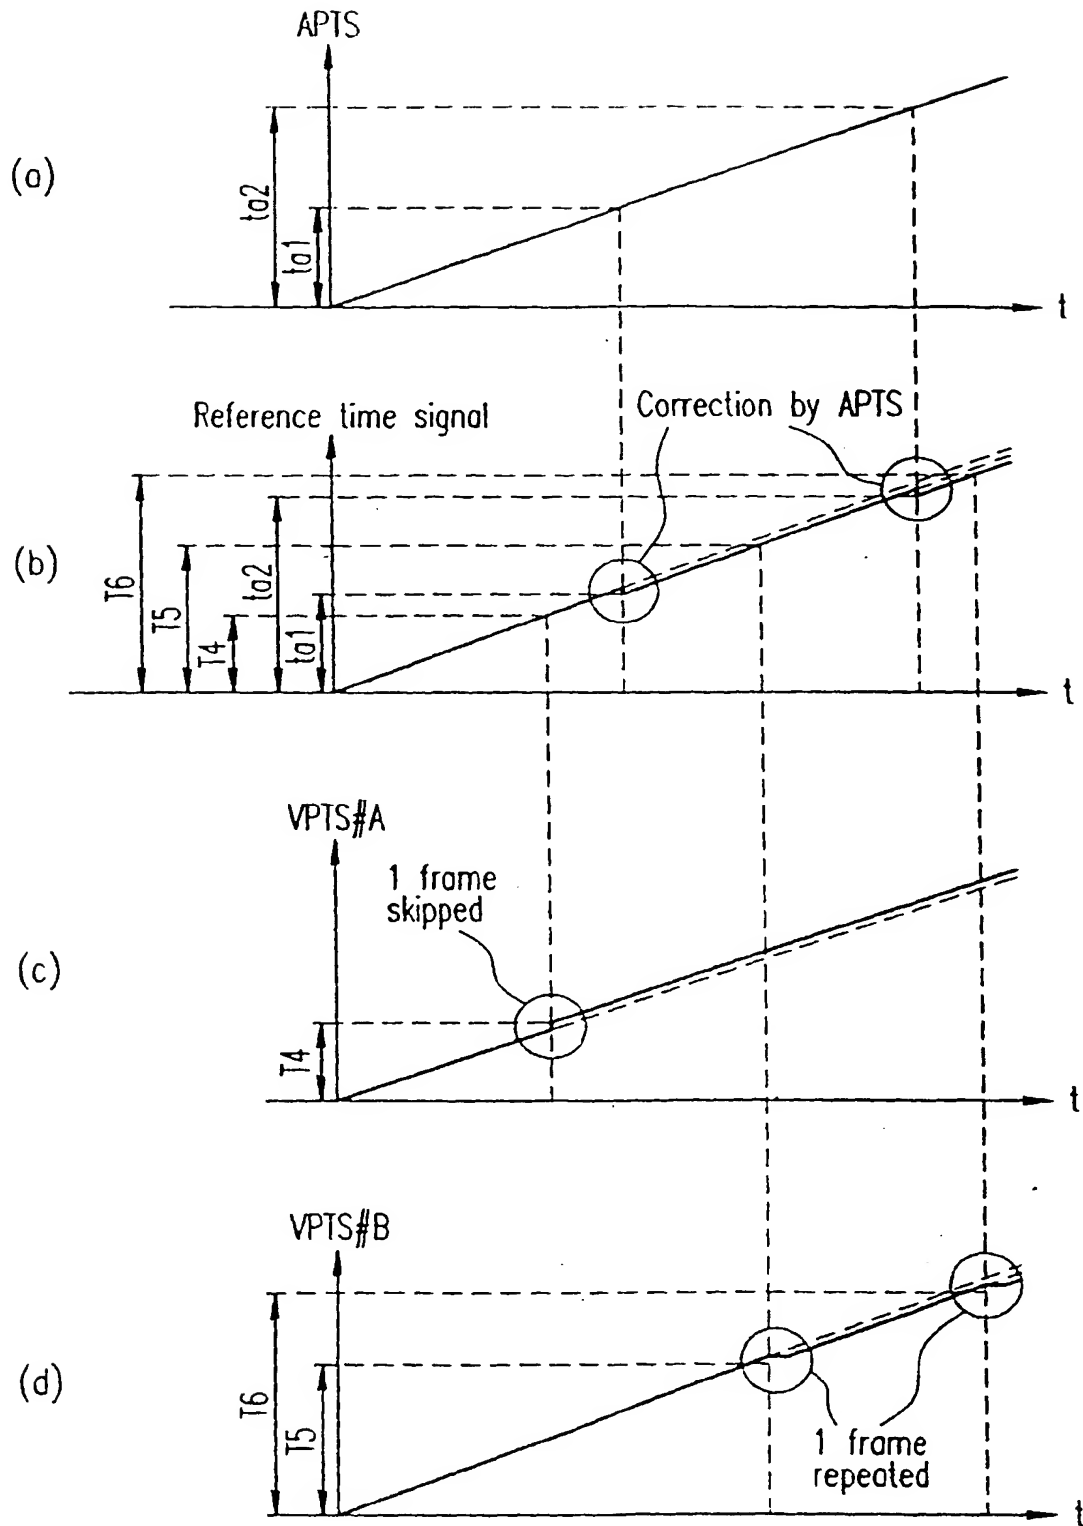 APTS
(a)
ta2
ta1
t
Reference time signal
Correction by APTS
(b)
T6
T5
T4
ta2
ta1
t
VPTS#A
1 frame
skipped
(c)
T4
t
VPTS#B
(d)
T6
T5
1 frame
repeated
t